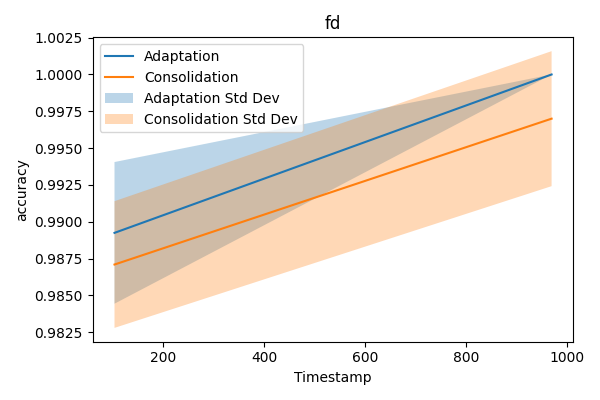 fd
1.0025
1.0000
0.9975
0.9950
0.9925
0.9900
0.9875
0.9850
0.9825
accuracy
Adaptation
Consolidation
Adaptation Std Dev
Consolidation Std Dev
200
400
600
800
1000
Timestamp